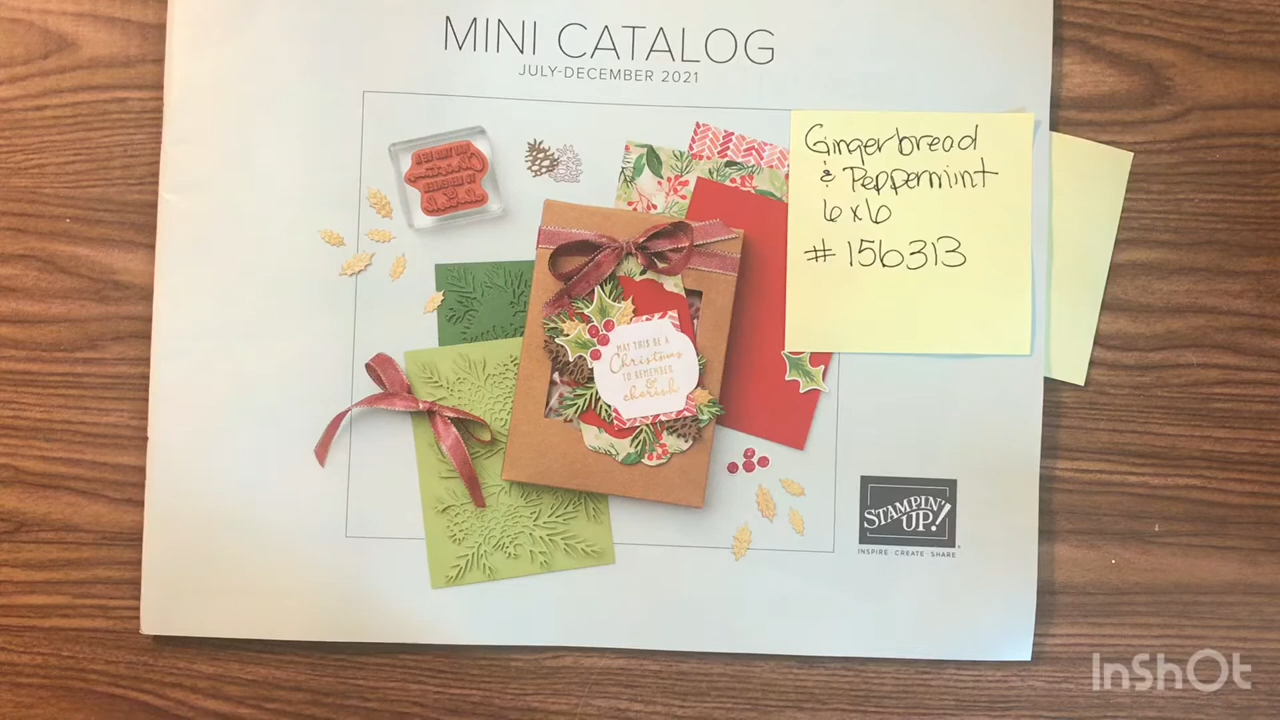 MINI CATALOG
JULY-DECEMBER 2021
Gingerbread
& Peppermint
6x6
# 156313
MAY THIS BE A
Christmas
TO REMEMBER
&
cherish
STAMPIN'
UP!
INSPIRE · CREATE · SHARE
InShOt